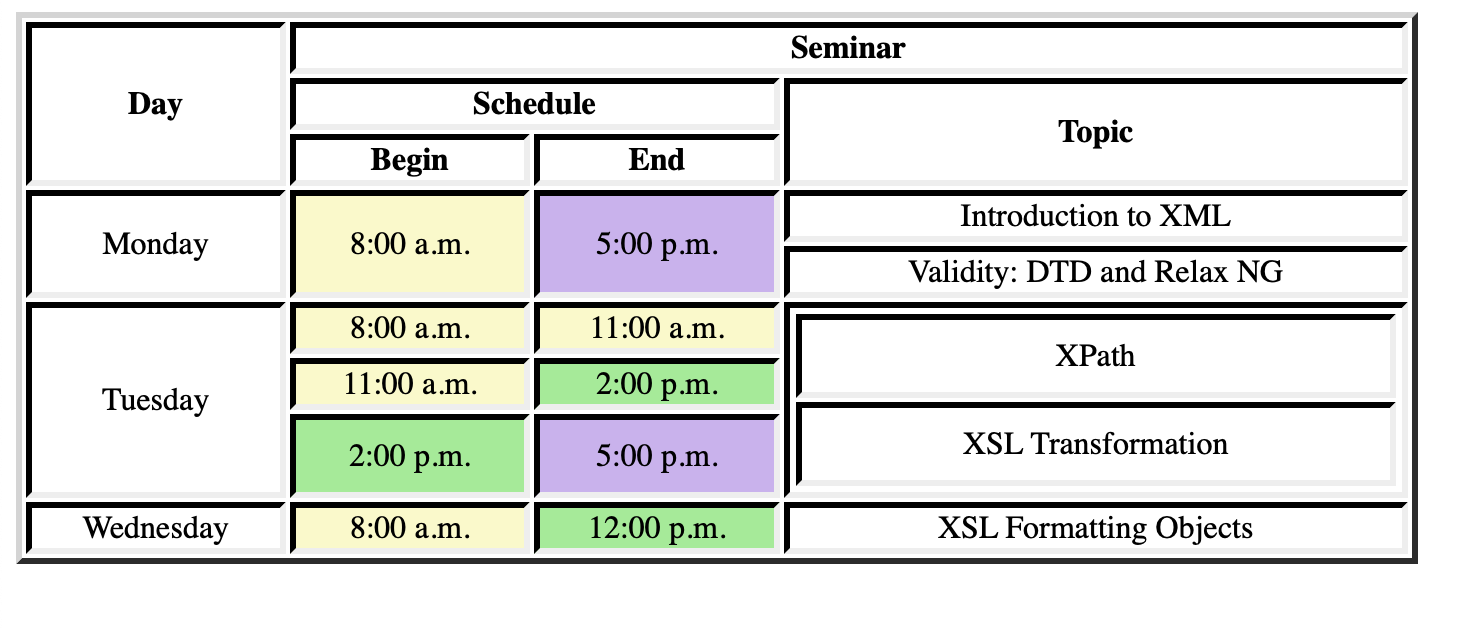 Day
Seminar
Schedule
Topic
Begin
End
Monday
8:00 a.m.
5:00 p.m.
Introduction to XML
Validity: DTD and Relax NG
Tuesday
8:00 a.m.
11:00 a.m.
XPath
11:00 a.m.
2:00 p.m.
XSL Transformation
2:00 p.m.
5:00 p.m.
Wednesday
8:00 a.m.
12:00 p.m.
XSL Formatting Objects